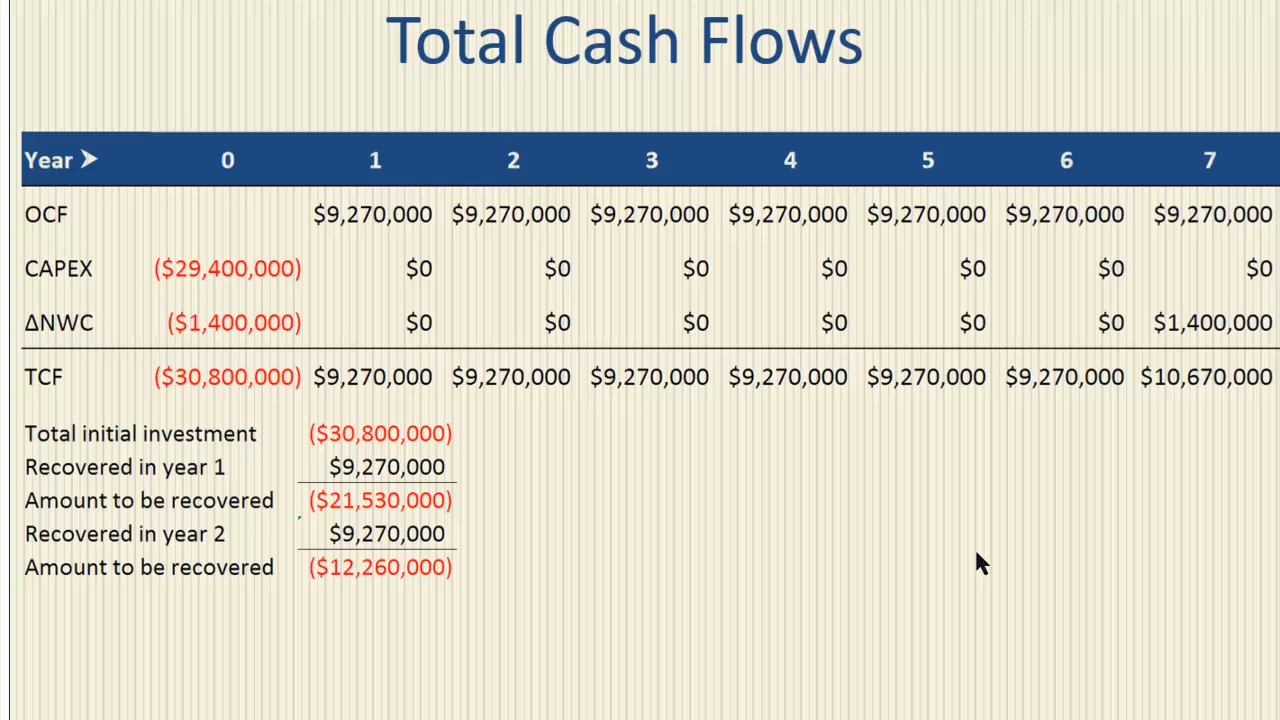 Total Cash Flows
Year ➤ 0 1 2 3 4 5 6 7
OCF $9,270,000 $9,270,000 $9,270,000 $9,270,000 $9,270,000 $9,270,000 $9,270,000
CAPEX ($29,400,000) $0 $0 $0 $0 $0 $0 $0
ΔNWC ($1,400,000) $0 $0 $0 $0 $0 $0 $1,400,000
TCF ($30,800,000) $9,270,000 $9,270,000 $9,270,000 $9,270,000 $9,270,000 $9,270,000 $10,670,000
Total initial investment ($30,800,000)
Recovered in year 1 $9,270,000
Amount to be recovered ($21,530,000)
Recovered in year 2 $9,270,000
Amount to be recovered ($12,260,000)